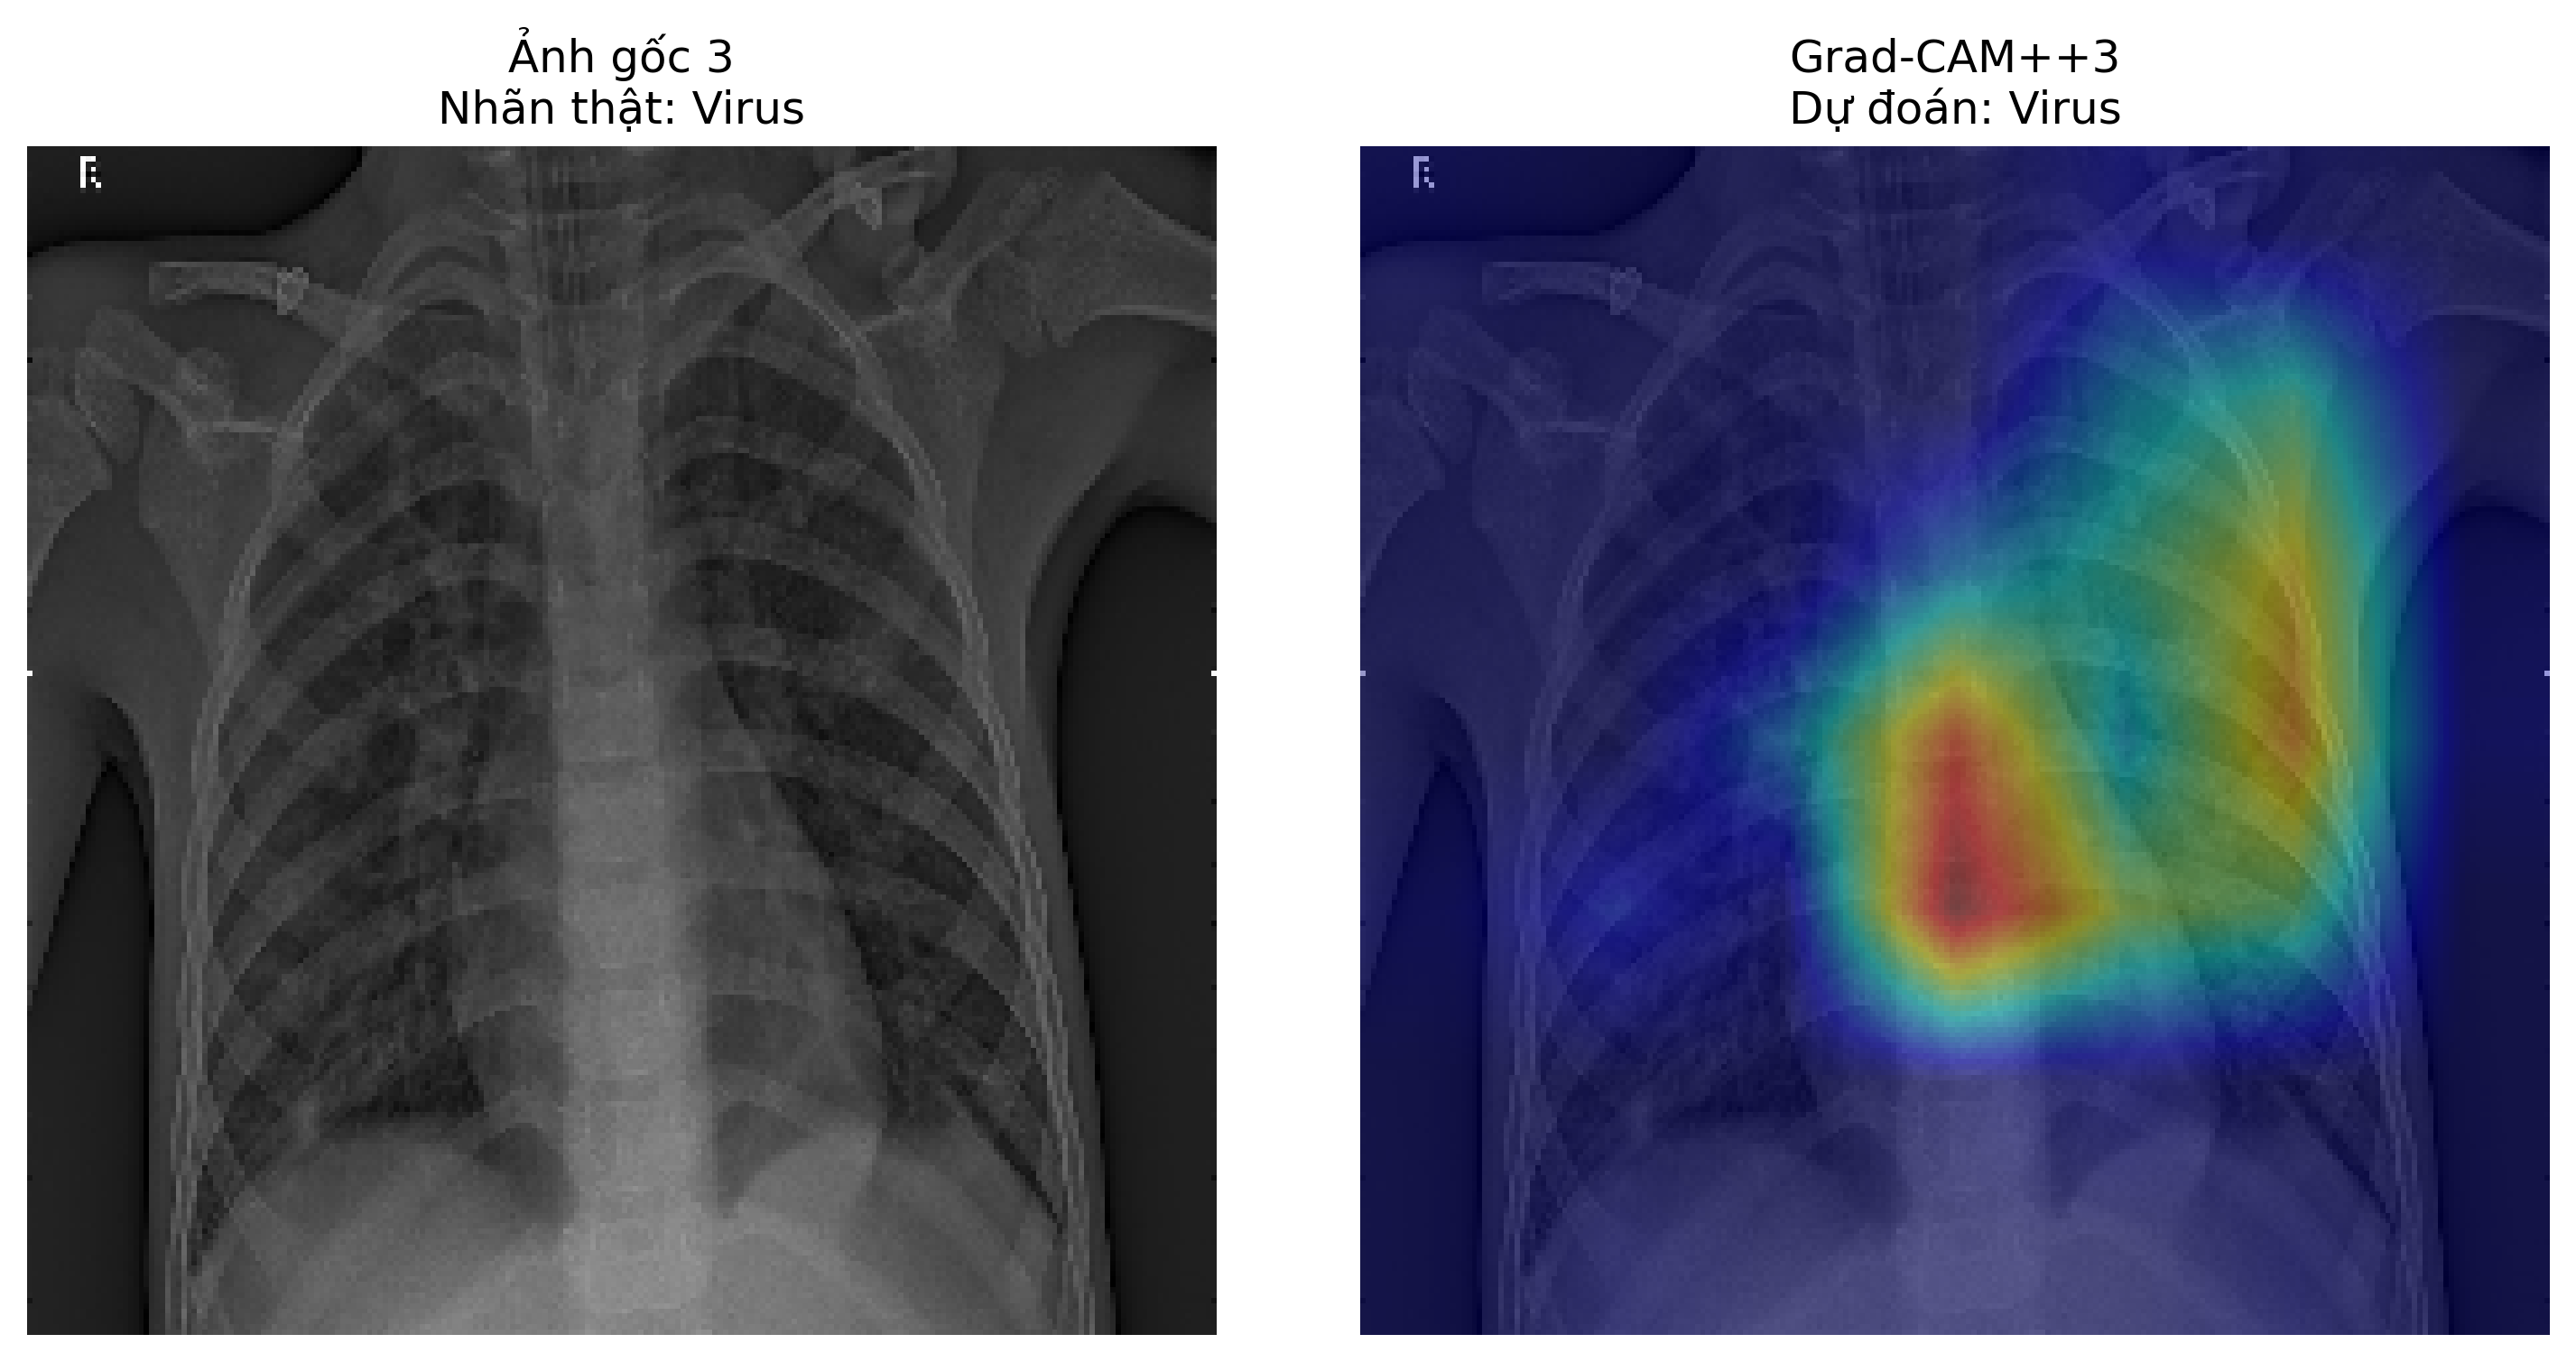 Ảnh gốc 3
Nhãn thật: Virus
Grad-CAM++3
Dự đoán: Virus
R
R